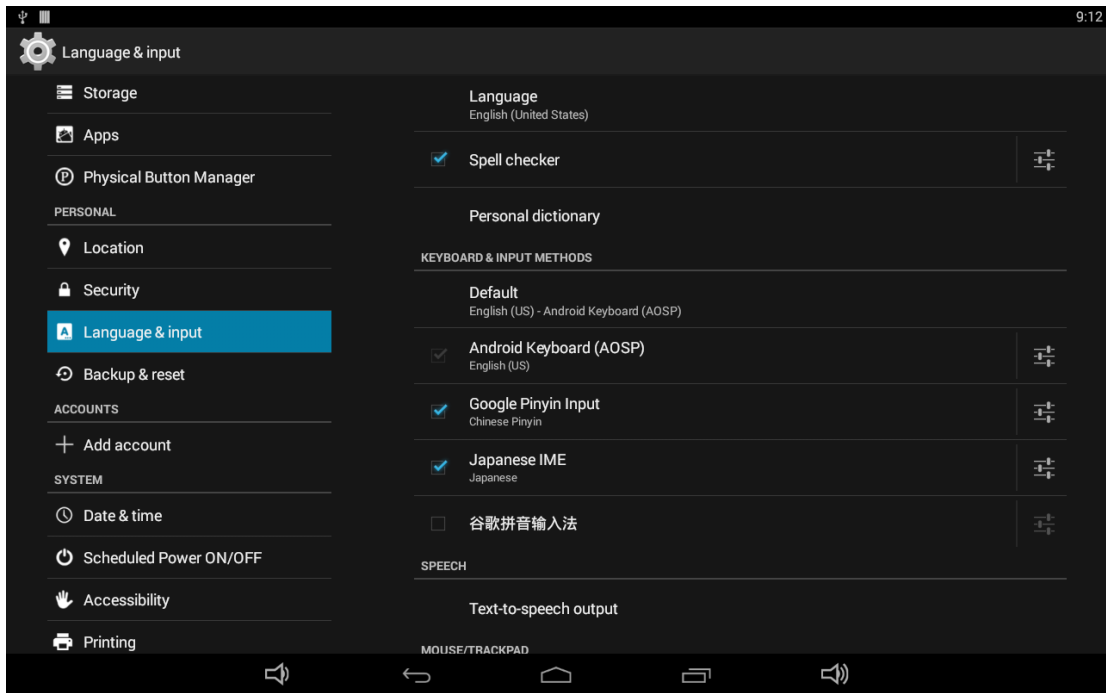 9:12
Language & input
Storage
Apps
Physical Button Manager
PERSONAL
Location
Security
Language & input
Backup & reset
ACCOUNTS
Add account
SYSTEM
Date & time
Scheduled Power ON/OFF
Accessibility
Printing
Language
English (United States)
Spell checker
Personal dictionary
KEYBOARD & INPUT METHODS
Default
English (US) - Android Keyboard (AOSP)
Android Keyboard (AOSP)
English (US)
Google Pinyin Input
Chinese Pinyin
Japanese IME
Japanese
谷歌拼音输入法
SPEECH
Text-to-speech output
MOUSE/TRACKPAD